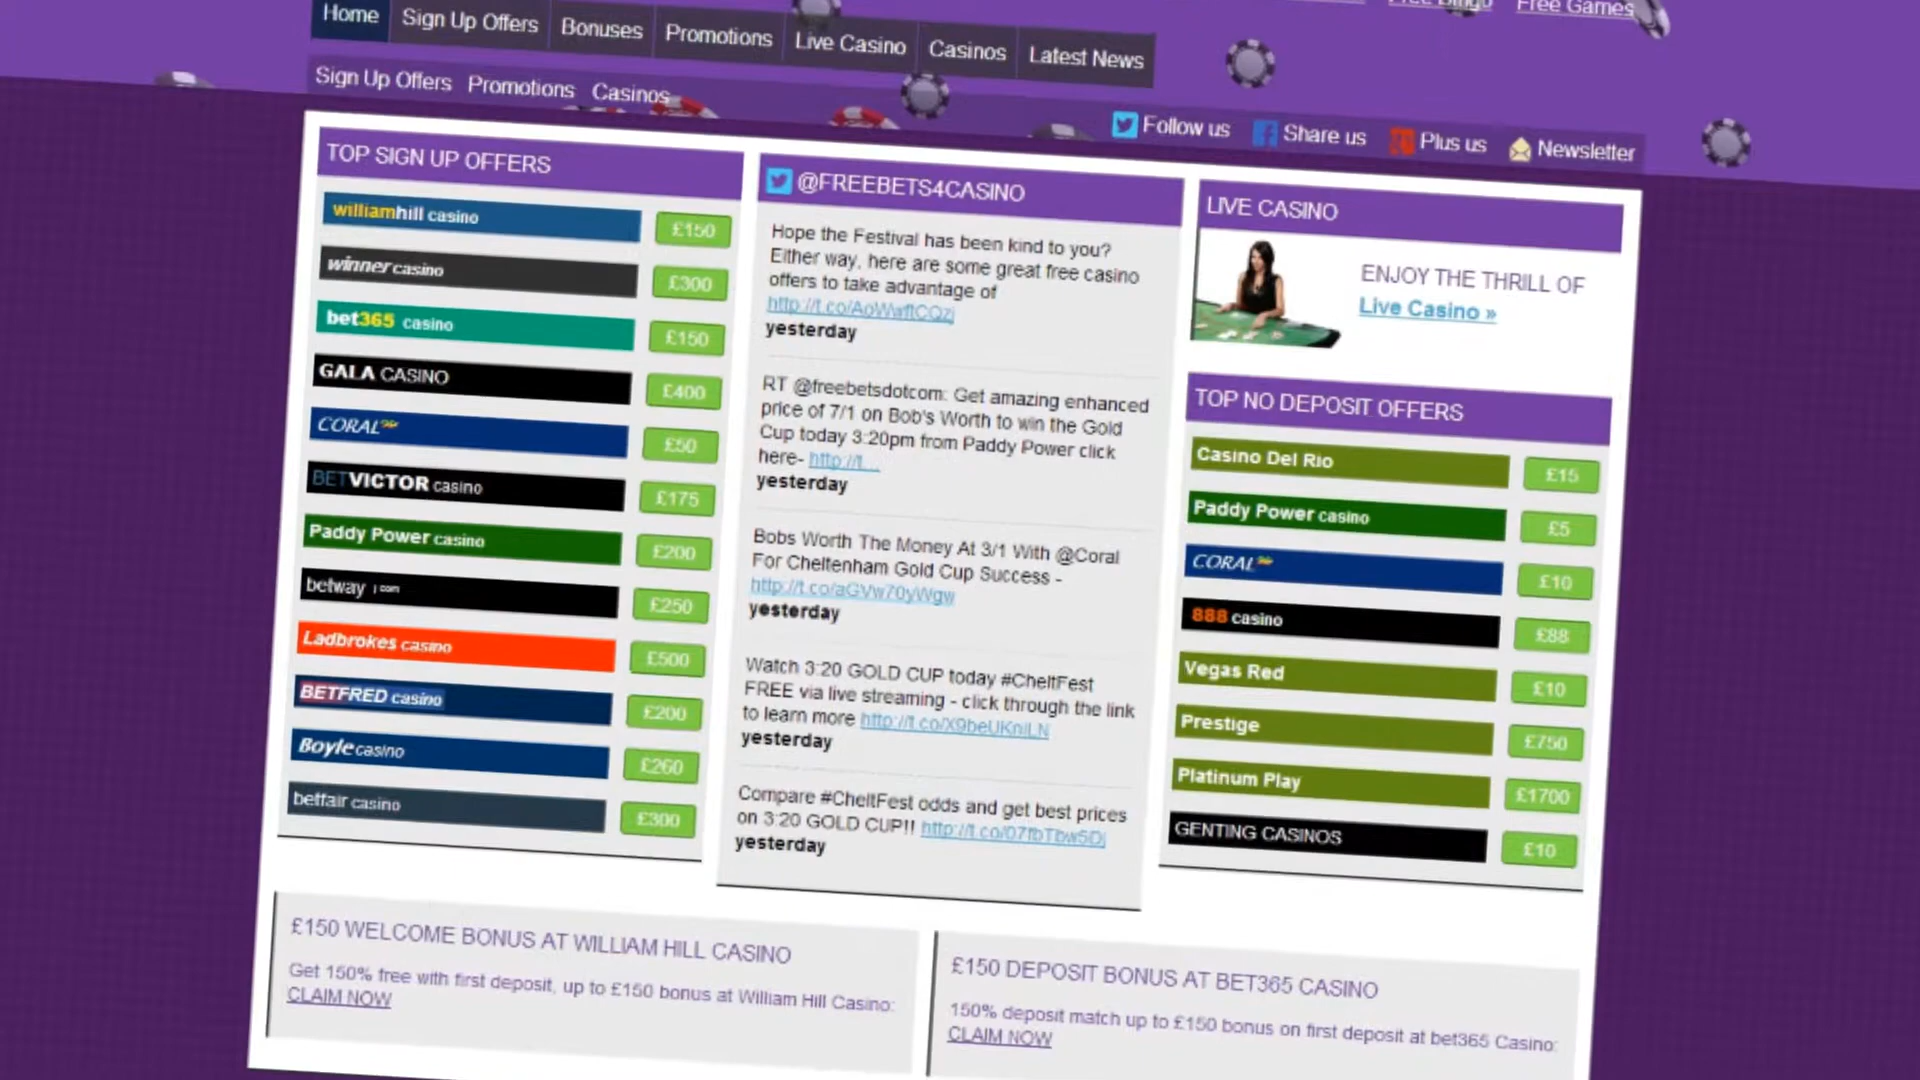 Free Bingo
Free Games
Home
Sign Up Offers
Bonuses
Promotions
Live Casino
Casinos
Latest News
Sign Up Offers
Promotions
Casinos
Follow us
Share us
Plus us
Newsletter
TOP SIGN UP OFFERS
williamhill casino
£150
winner casino
£300
bet365 casino
£150
GALA CASINO
£400
CORAL
£50
BETVICTOR casino
£175
Paddy Power casino
£200
betway
£250
Ladbrokes casino
£500
BETFRED casino
£200
Boylecasino
£260
betfair casino
£300
@FREEBETS4CASINO
Hope the Festival has been kind to you?
Either way, here are some great free casino
offers to take advantage of
yesterday
RT @freebetsdotcom: Get amazing enhanced
price of 7/1 on Bob's Worth to win the Gold
Cup today 3:20pm from Paddy Power click
here- http://t...
yesterday
Bobs Worth The Money At 3/1 With @Coral
For Cheltenham Gold Cup Success -
http://t.co/aGVw70yWgw
yesterday
Watch 3:20 GOLD CUP today #CheltFest
FREE via live streaming - click through the link
to learn more
yesterday
Compare #CheltFest odds and get best prices
on 3:20 GOLD CUP!!
yesterday
LIVE CASINO
ENJOY THE THRILL OF
Live Casino »
TOP NO DEPOSIT OFFERS
Casino Del Rio
£15
Paddy Power casino
£5
CORAL
£10
888 casino
£88
Vegas Red
£10
Prestige
£750
Platinum Play
£1700
GENTING CASINOS
£10
£150 WELCOME BONUS AT WILLIAM HILL CASINO
Get 150% free with first deposit, up to £150 bonus at William Hill Casino:
CLAIM NOW
£150 DEPOSIT BONUS AT BET365 CASINO
150% deposit match up to £150 bonus on first deposit at bet365 Casino:
CLAIM NOW